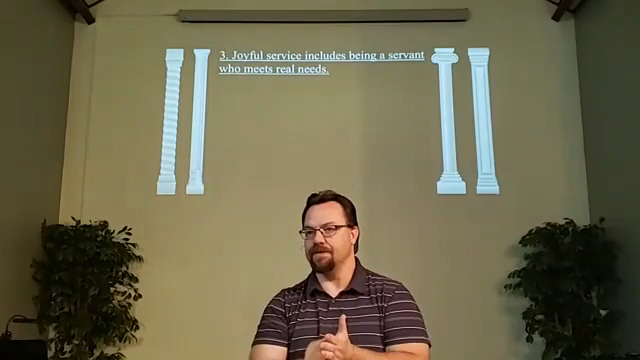 3. Joyful service includes being a servant
who meets real needs.